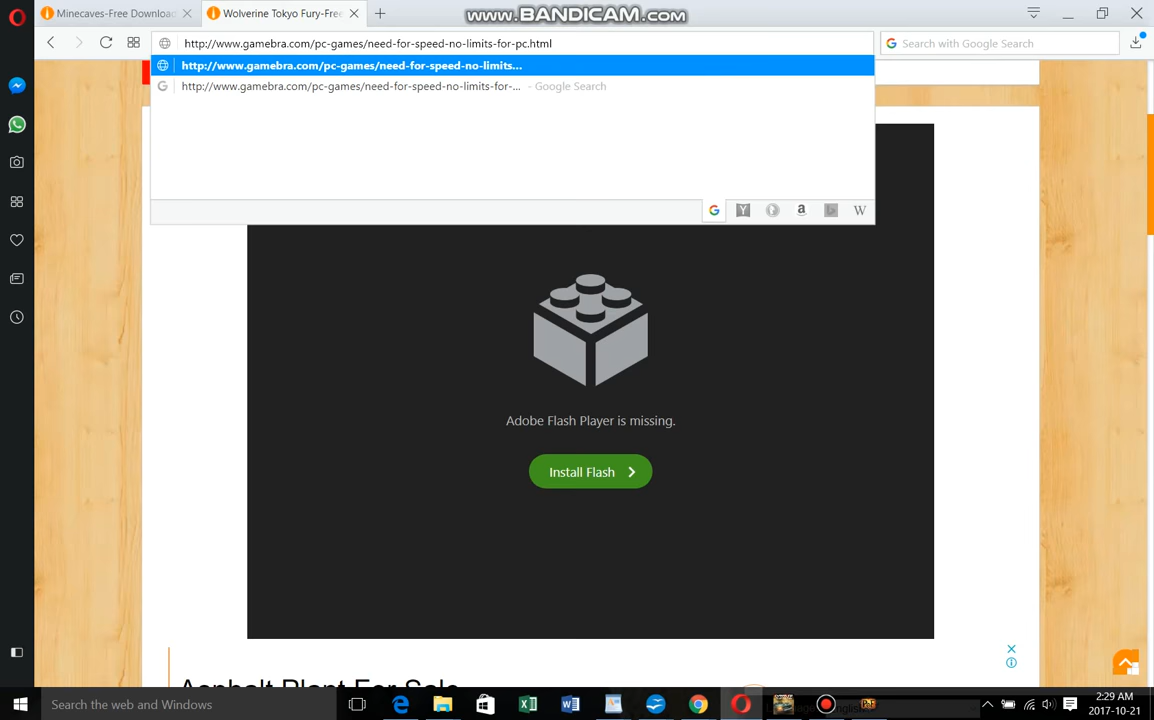 Minecaves-Free Download
Wolverine Tokyo Fury-Free
www.BANDICAM.com
http://www.gamebra.com/pc-games/need-for-speed-no-limits-for-pc.html
Search with Google Search
http://www.gamebra.com/pc-games/need-for-speed-no-limits...
http://www.gamebra.com/pc-games/need-for-speed-no-limits-for-... - Google Search
Adobe Flash Player is missing.
Install Flash
Asphalt Plant For Sale
Search the web and Windows
2:29 AM
2017-10-21